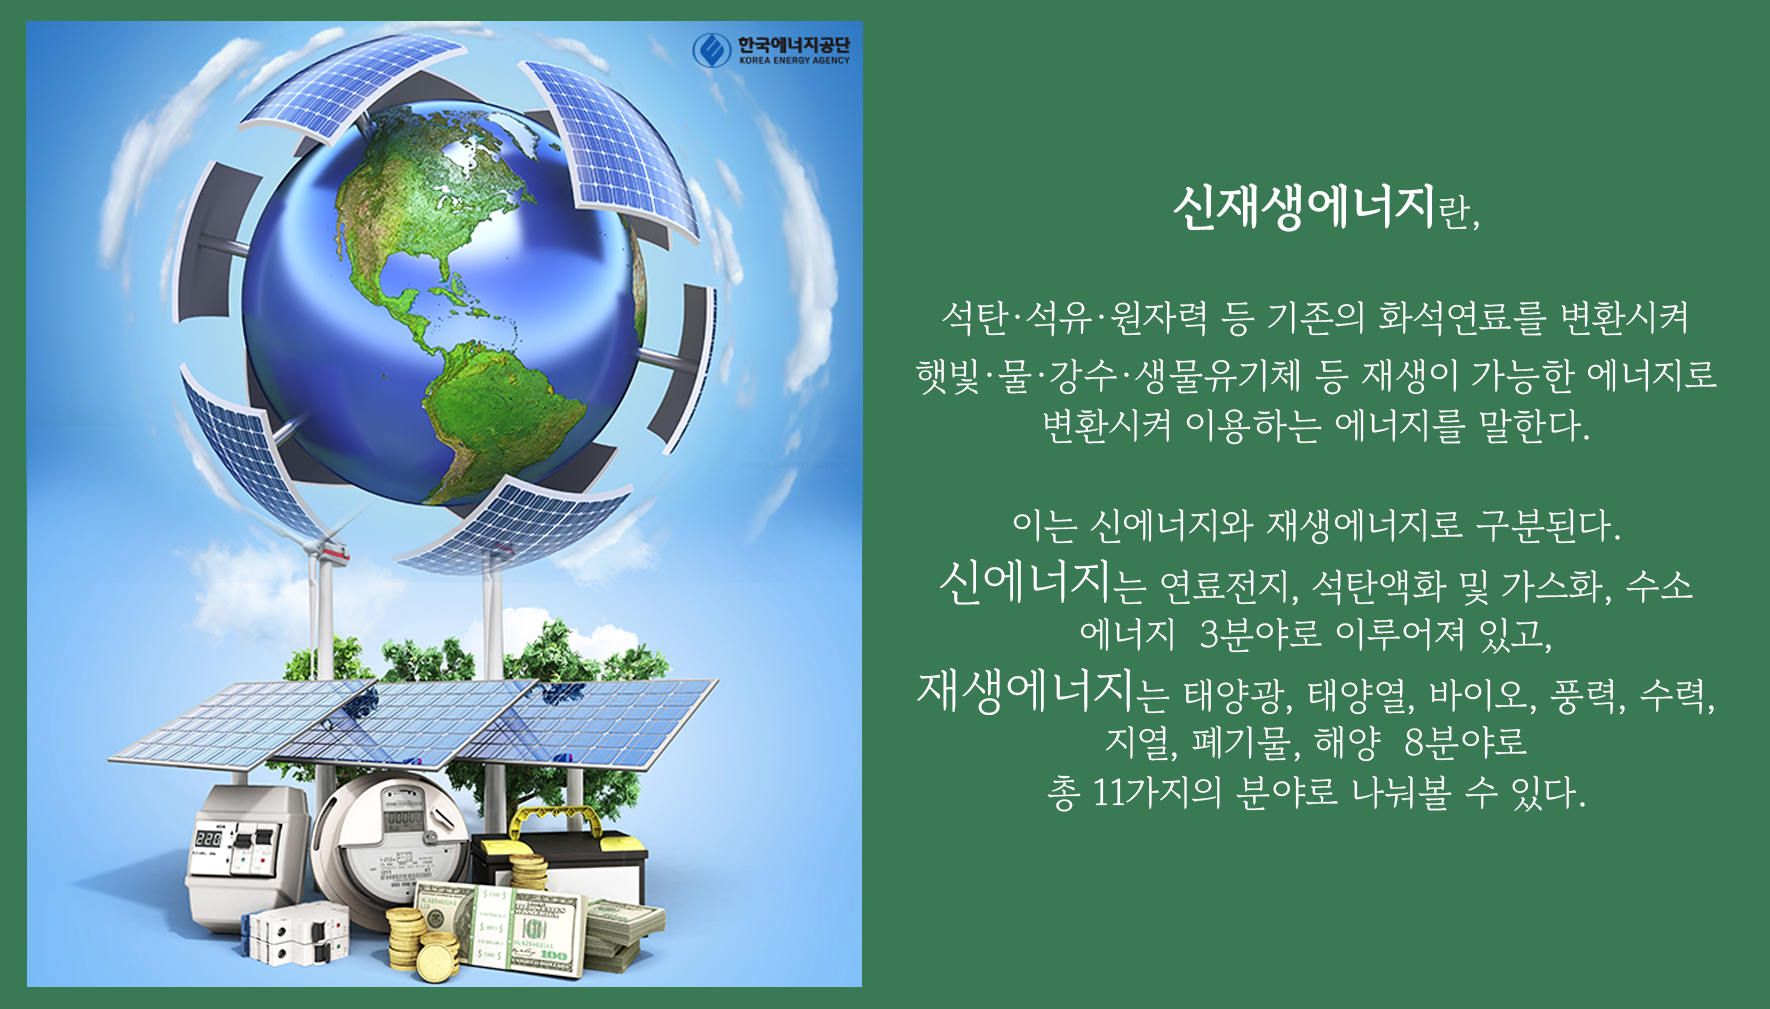 한국에너지공단
KOREA ENERGY AGENCY
신재생에너지란,
석탄·석유·원자력 등 기존의 화석연료를 변환시켜
햇빛·물·강수·생물유기체 등 재생이 가능한 에너지로
변환시켜 이용하는 에너지를 말한다.
이는 신에너지와 재생에너지로 구분된다.
신에너지는 연료전지, 석탄액화 및 가스화, 수소
에너지 3분야로 이루어져 있고,
재생에너지는 태양광, 태양열, 바이오, 풍력, 수력,
지열, 폐기물, 해양 8분야로
총 11가지의 분야로 나눠볼 수 있다.
220
100